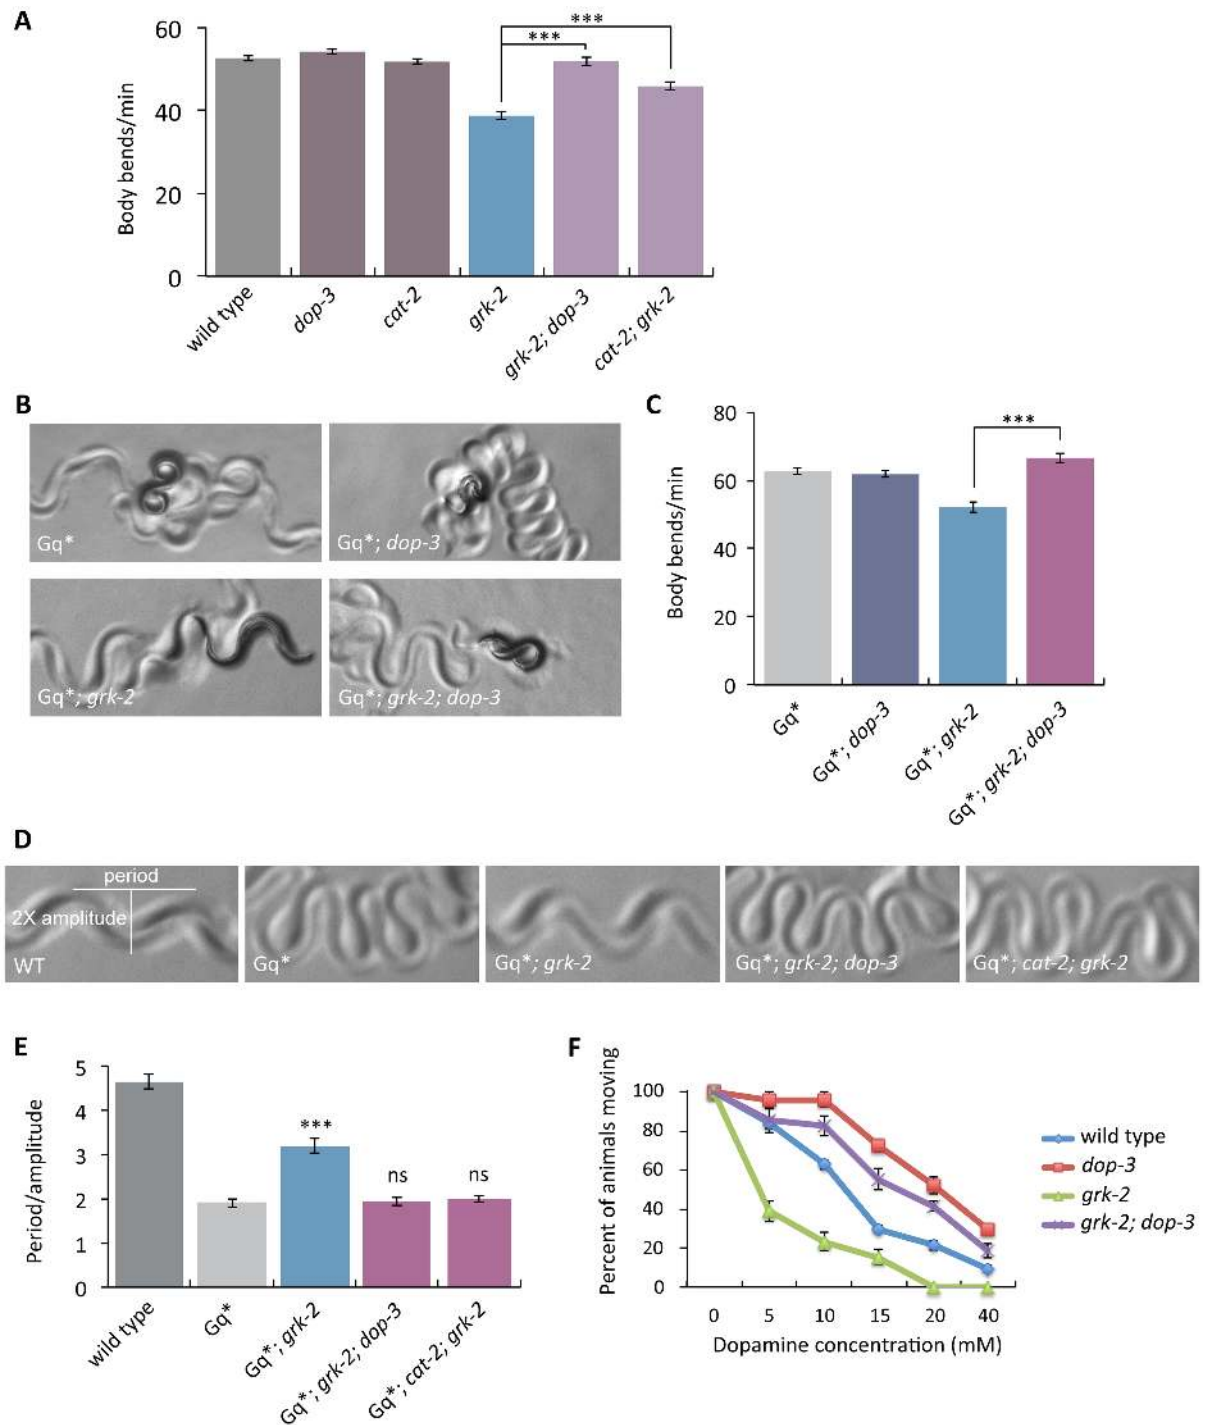 A
Body bends/min
60
40
20
0
***
***
wild type
dop-3
cat-2
grk-2
grk-2; dop-3
cat-2; grk-2
B
Gq*
Gq*; dop-3
Gq*; grk-2
Gq*; grk-2; dop-3
C
Body bends/min
80
60
40
20
0
***
Gq*
Gq*; dop-3
Gq*; grk-2
Gq*; grk-2; dop-3
D
period
2X amplitude
WT
Gq*
Gq*; grk-2
Gq*; grk-2; dop-3
Gq*; cat-2; grk-2
E
Period/amplitude
5
4
3
2
1
0
***
ns
ns
wild type
Gq*
Gq*; grk-2
Gq*; grk-2; dop-3
Gq*; cat-2; grk-2
F
Percent of animals moving
100
80
60
40
20
0
0 5 10 15 20 40
Dopamine concentration (mM)
wild type
dop-3
grk-2
grk-2; dop-3